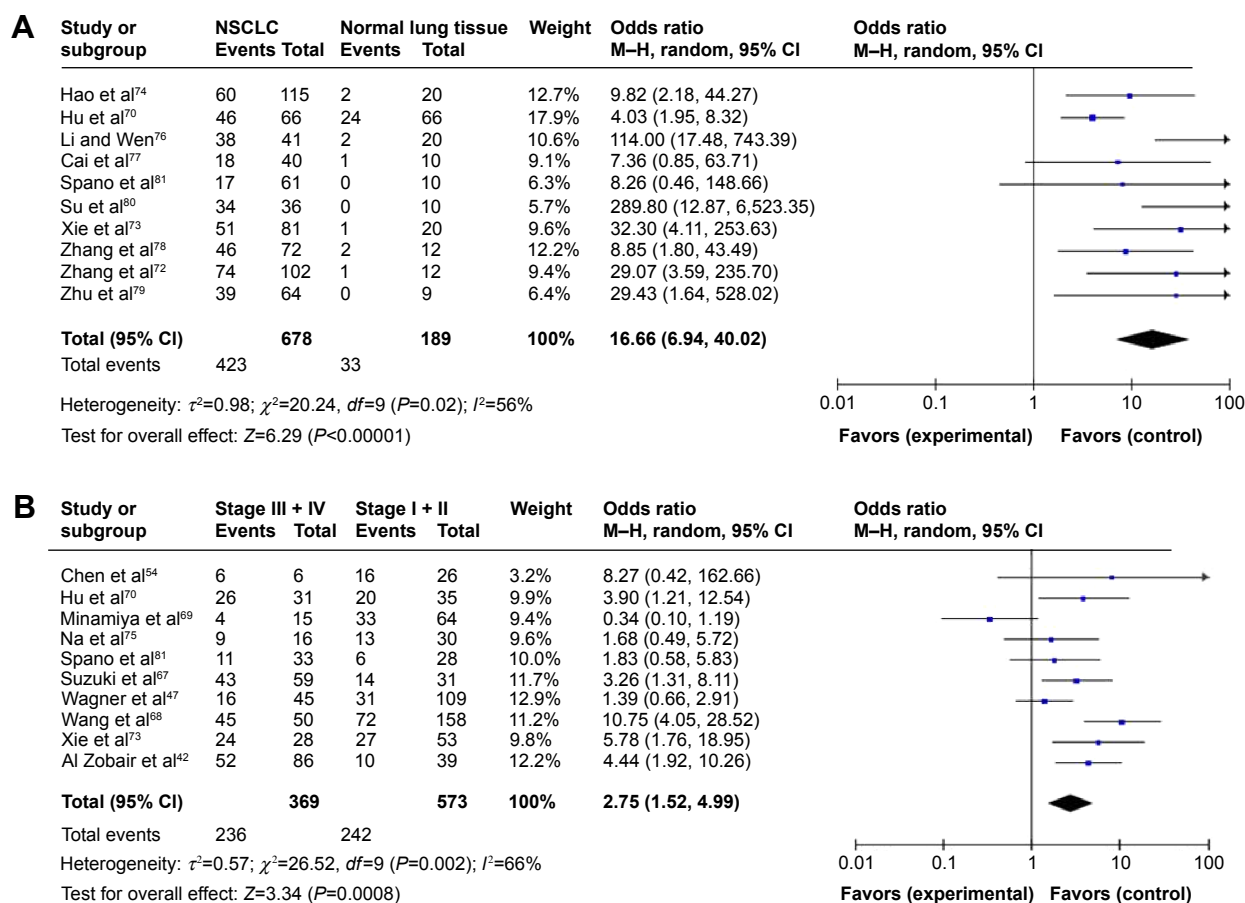 A
Study or NSCLC Normal lung tissue Weight Odds ratio Odds ratio
subgroup Events Total Events Total M–H, random, 95% CI M–H, random, 95% CI
Hao et al74 60 115 2 20 12.7% 9.82 (2.18, 44.27)
Hu et al70 46 66 24 66 17.9% 4.03 (1.95, 8.32)
Li and Wen76 38 41 2 20 10.6% 114.00 (17.48, 743.39)
Cai et al77 18 40 1 10 9.1% 7.36 (0.85, 63.71)
Spano et al81 17 61 0 10 6.3% 8.26 (0.46, 148.66)
Su et al80 34 36 0 10 5.7% 289.80 (12.87, 6,523.35)
Xie et al73 51 81 1 20 9.6% 32.30 (4.11, 253.63)
Zhang et al78 46 72 2 12 12.2% 8.85 (1.80, 43.49)
Zhang et al72 74 102 1 12 9.4% 29.07 (3.59, 235.70)
Zhu et al79 39 64 0 9 6.4% 29.43 (1.64, 528.02)
Total (95% CI) 678 189 100% 16.66 (6.94, 40.02)
Total events 423 33
Heterogeneity: τ²=0.98; χ²=20.24, df=9 (P=0.02); I²=56%
Test for overall effect: Z=6.29 (P<0.00001)
0.01 0.1 1 10 100
Favors (experimental) Favors (control)
B
Study or Stage III + IV Stage I + II Weight Odds ratio Odds ratio
subgroup Events Total Events Total M–H, random, 95% CI M–H, random, 95% CI
Chen et al54 6 6 16 26 3.2% 8.27 (0.42, 162.66)
Hu et al70 26 31 20 35 9.9% 3.90 (1.21, 12.54)
Minamiya et al69 4 15 33 64 9.4% 0.34 (0.10, 1.19)
Na et al75 9 16 13 30 9.6% 1.68 (0.49, 5.72)
Spano et al81 11 33 6 28 10.0% 1.83 (0.58, 5.83)
Suzuki et al67 43 59 14 31 11.7% 3.26 (1.31, 8.11)
Wagner et al47 16 45 31 109 12.9% 1.39 (0.66, 2.91)
Wang et al68 45 50 72 158 11.2% 10.75 (4.05, 28.52)
Xie et al73 24 28 27 53 9.8% 5.78 (1.76, 18.95)
Al Zobair et al42 52 86 10 39 12.2% 4.44 (1.92, 10.26)
Total (95% CI) 369 573 100% 2.75 (1.52, 4.99)
Total events 236 242
Heterogeneity: τ²=0.57; χ²=26.52, df=9 (P=0.002); I²=66%
Test for overall effect: Z=3.34 (P=0.0008)
0.01 0.1 1 10 100
Favors (experimental) Favors (control)